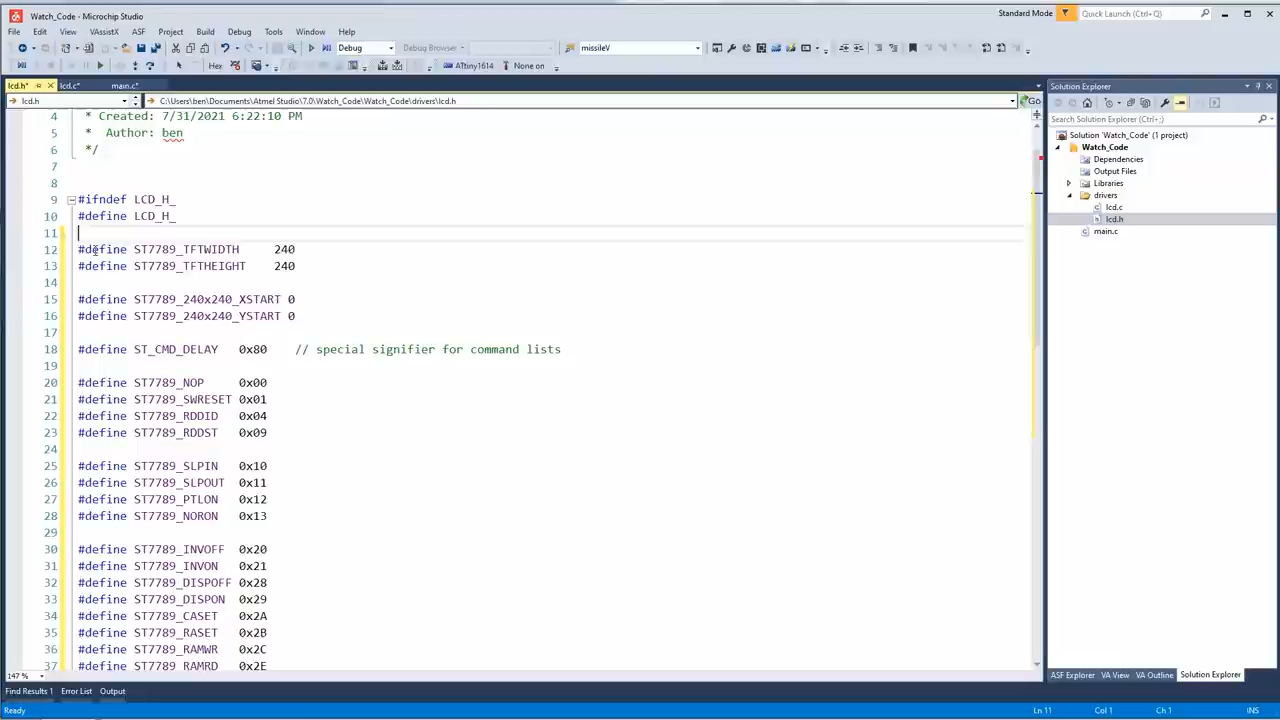 Watch_Code - Microchip Studio
Standard Mode
Quick Launch (Ctrl+;)
File Edit View VAssistX ASF Project Build Debug Tools Window Help
Debug
Debug Browser
missileV
Hex
ATtiny1614
None on
lcd.h*
lcd.c*
main.c*
lcd.h
C:\Users\ben\Documents\Atmel Studio\7.0\Watch_Code\Watch_Code\drivers\lcd.h
Go
4 * Created: 7/31/2021 6:22:10 PM
5 * Author: ben
6 */
7
8
9 #ifndef LCD_H_
10 #define LCD_H_
11
12 #define ST7789_TFTWIDTH 240
13 #define ST7789_TFTHEIGHT 240
14
15 #define ST7789_240x240_XSTART 0
16 #define ST7789_240x240_YSTART 0
17
18 #define ST_CMD_DELAY 0x80 // special signifier for command lists
19
20 #define ST7789_NOP 0x00
21 #define ST7789_SWRESET 0x01
22 #define ST7789_RDDID 0x04
23 #define ST7789_RDDST 0x09
24
25 #define ST7789_SLPIN 0x10
26 #define ST7789_SLPOUT 0x11
27 #define ST7789_PTLON 0x12
28 #define ST7789_NORON 0x13
29
30 #define ST7789_INVOFF 0x20
31 #define ST7789_INVON 0x21
32 #define ST7789_DISPOFF 0x28
33 #define ST7789_DISPON 0x29
34 #define ST7789_CASET 0x2A
35 #define ST7789_RASET 0x2B
36 #define ST7789_RAMWR 0x2C
37 #define ST7789_RAMRD 0x2E
147 %
Solution Explorer
Search Solution Explorer (Ctrl+;)
Solution 'Watch_Code' (1 project)
Watch_Code
Dependencies
Output Files
Libraries
drivers
lcd.c
lcd.h
main.c
ASF Explorer VA View VA Outline Solution Explorer
Find Results 1 Error List Output
Ready
Ln 11 Col 1 Ch 1 INS